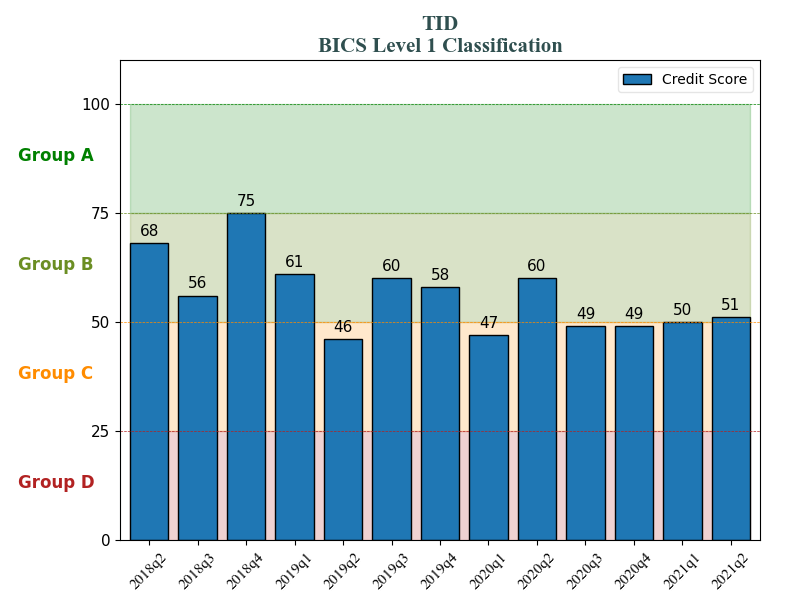 TID
BICS Level 1 Classification
Credit Score
100
Group A
75
75
68
Group B
61
60
58
60
56
50
46
47
49
49
50
51
Group C
25
Group D
0
2018q2
2018q3
2018q4
2019q1
2019q2
2019q3
2019q4
2020q1
2020q2
2020q3
2020q4
2021q1
2021q2